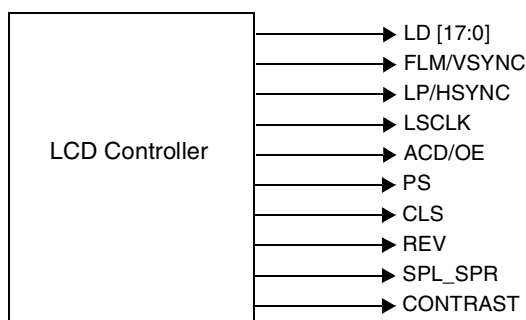 LCD Controller
LD [17:0]
FLM/VSYNC
LP/HSYNC
LSCLK
ACD/OE
PS
CLS
REV
SPL_SPR
CONTRAST